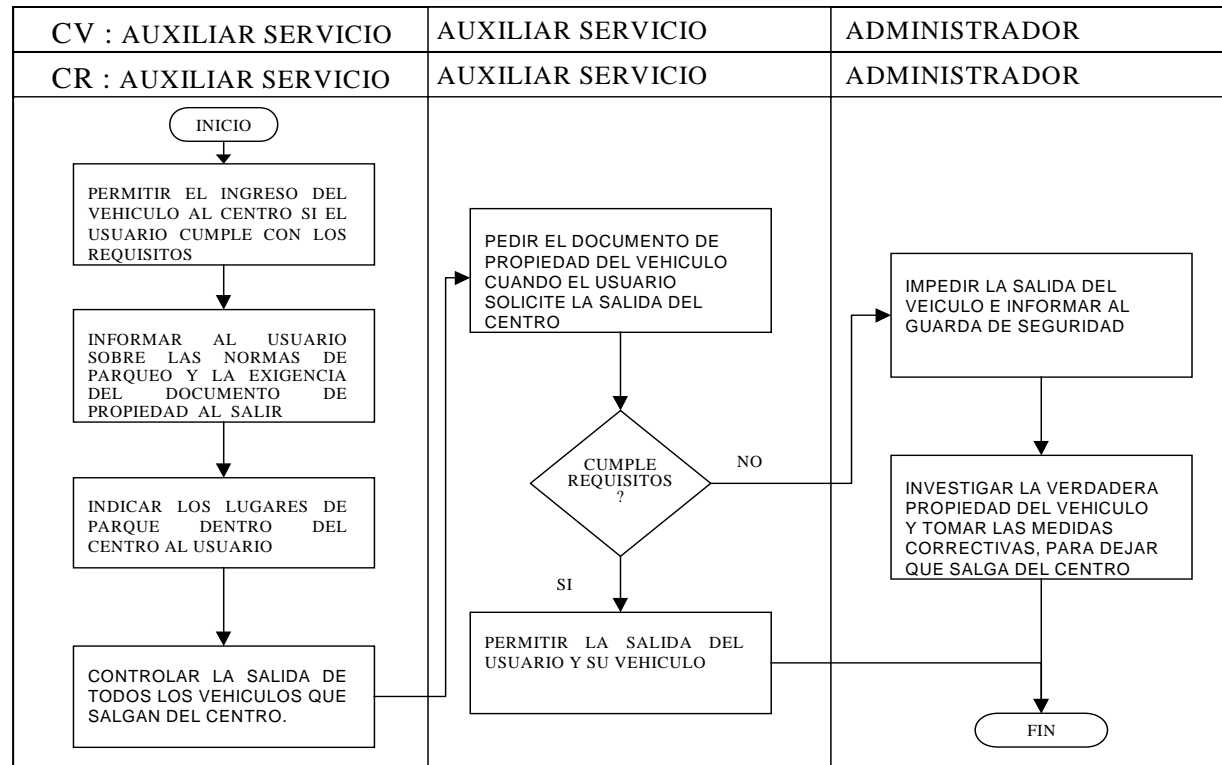 CV : AUXILIAR SERVICIO
AUXILIAR SERVICIO
ADMINISTRADOR
CR : AUXILIAR SERVICIO
AUXILIAR SERVICIO
ADMINISTRADOR
INICIO
PERMITIR EL INGRESO DEL
VEHICULO AL CENTRO SI EL
USUARIO CUMPLE CON LOS
REQUISITOS
INFORMAR AL USUARIO
SOBRE LAS NORMAS DE
PARQUEO Y LA EXIGENCIA
DEL DOCUMENTO DE
PROPIEDAD AL SALIR
INDICAR LOS LUGARES DE
PARQUE DENTRO DEL
CENTRO AL USUARIO
CONTROLAR LA SALIDA DE
TODOS LOS VEHICULOS QUE
SALGAN DEL CENTRO.
PEDIR EL DOCUMENTO DE
PROPIEDAD DEL VEHICULO
CUANDO EL USUARIO
SOLICITE LA SALIDA DEL
CENTRO
CUMPLE
REQUISITOS
?
NO
SI
PERMITIR LA SALIDA DEL
USUARIO Y SU VEHICULO
IMPEDIR LA SALIDA DEL
VEICULO E INFORMAR AL
GUARDA DE SEGURIDAD
INVESTIGAR LA VERDADERA
PROPIEDAD DEL VEHICULO
Y TOMAR LAS MEDIDAS
CORRECTIVAS, PARA DEJAR
QUE SALGA DEL CENTRO
FIN